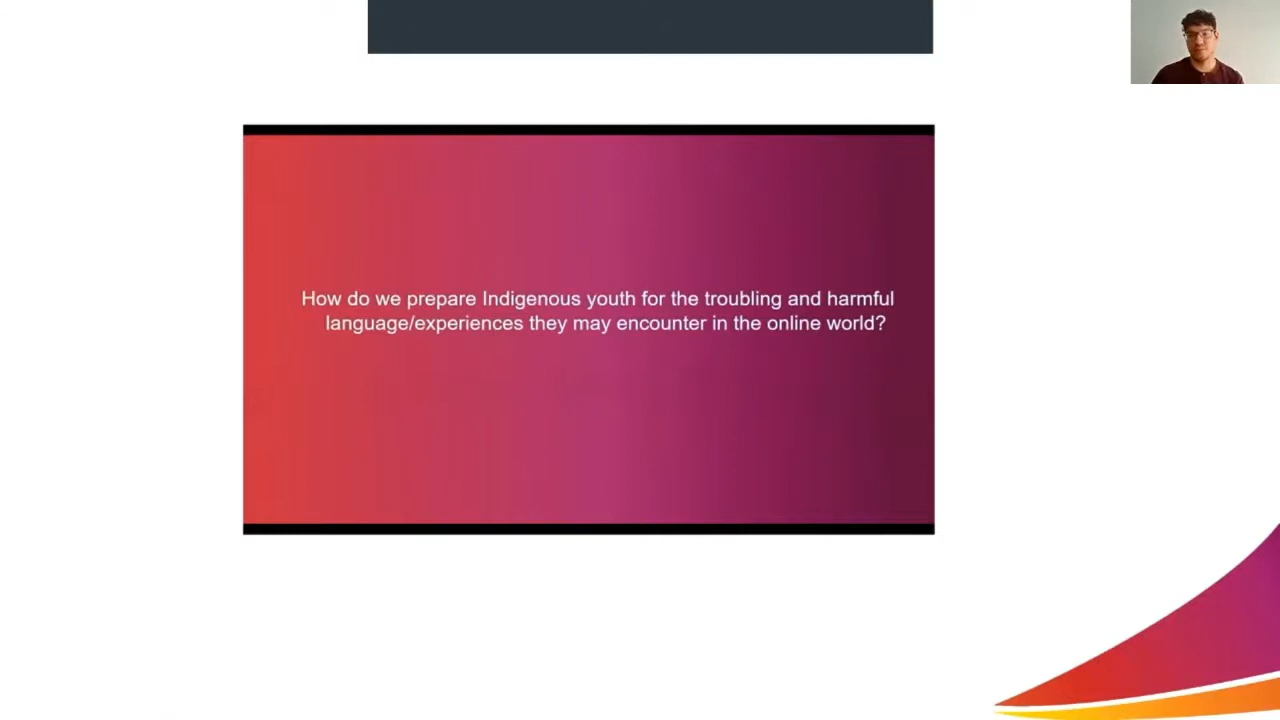 How do we prepare Indigenous youth for the troubling and harmful
language/experiences they may encounter in the online world?